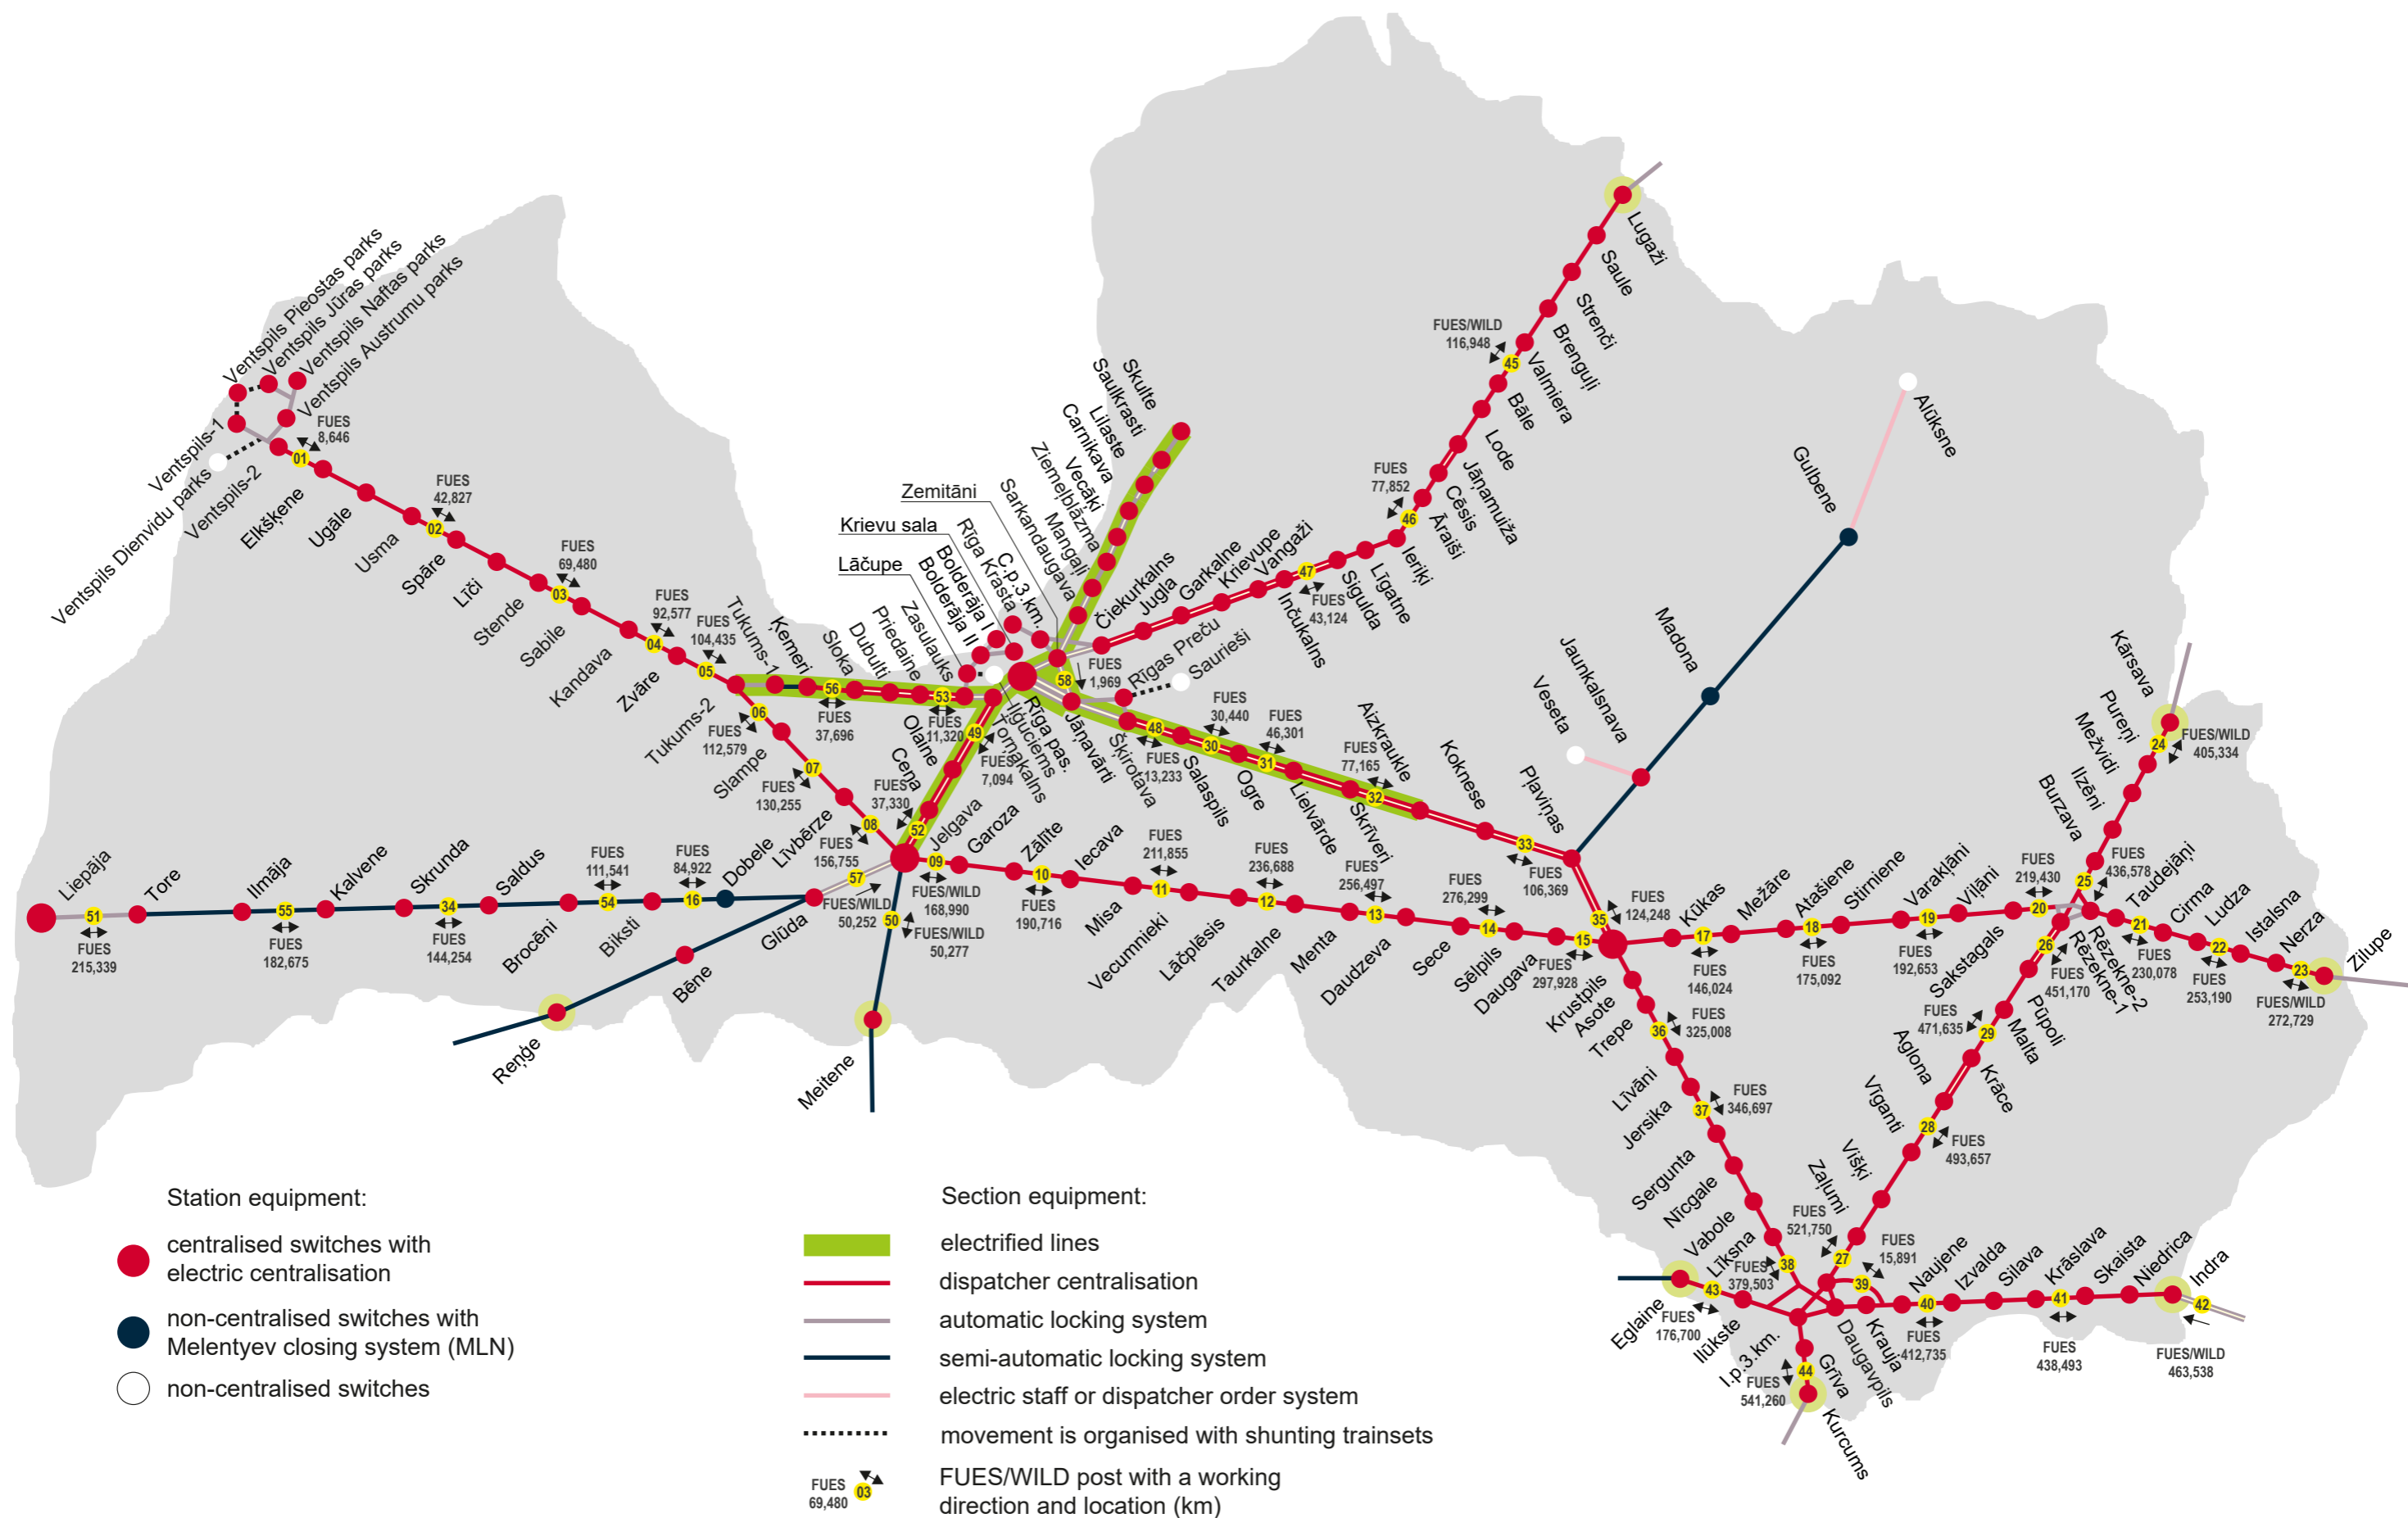 Ventspils Pieostas parks
Ventspils Jūras parks
Ventspils Naftas parks
Ventspils Austrumu parks
Ventspils-1
Ventspils Dienvidu parks
Ventspils-2
FUES
8,646
01
Elkšķene
Ugāle
Usma
FUES
42,827
02
Spāre
Līči
Stende
FUES
69,480
03
Sabile
Kandava
FUES
92,577
04
Zvāre
FUES
104,435
05
Tukums-2
Tukums-1
Ķemeri
Sloka
Dubulti
Priedaine
Zasulauks
56
FUES
37,696
53
FUES
11,320
Lāčupe
Krievu sala
Zemitāni
Bolderāja II
Bolderāja I
Rīga Krasta
C.p.3.km.
Sarkandaugava
Mangaļi
Ziemeļblāzma
Vecāķi
Carnikava
Lilaste
Saulkrasti
Skulte
Čiekurkalns
Jugla
Garkalne
Krievupe
Vangaži
Inčukalns
47
FUES
43,124
Sigulda
Līgatne
Ieriķi
FUES
77,852
46
Āraiši
Cēsis
Jāņamuiža
Lode
Bāle
FUES/WILD
116,948
45
Valmiera
Brenguļi
Strenči
Saule
Lugaži
Alūksne
Gulbene
Madona
Jaunkalsnava
Veseta
FUES
1,969
58
Rīgas Preču
Saurieši
Rīga pas.
Iļģuciems
Torņakalns
Jāņavārti
Šķirotava
49
FUES
7,094
Olaine
Cena
FUES
37,330
52
Jelgava
06
FUES
112,579
Slampe
07
FUES
130,255
Līvbērze
08
FUES
156,755
48
FUES
13,233
Salaspils
FUES
30,440
30
Ogre
FUES
46,301
31
Lielvārde
Skrīveri
FUES
77,165
32
Aizkraukle
Koknese
33
FUES
106,369
Pļaviņas
35
FUES
124,248
Liepāja
51
FUES
215,339
Tore
Ilmāja
55
FUES
182,675
Kalvene
Skrunda
34
FUES
144,254
Saldus
Brocēni
FUES
111,541
54
Biksti
FUES
84,922
16
Dobele
Glūda
57
FUES/WILD
50,252
Bēne
Reņģe
50
FUES/WILD
50,277
Meitene
09
FUES/WILD
168,990
Garoza
Zālīte
10
FUES
190,716
Iecava
Misa
FUES
211,855
11
Vecumnieki
Lāčplēsis
FUES
236,688
12
Taurkalne
Menta
FUES
256,497
13
Daudzeva
Sece
FUES
276,299
14
Sēlpils
Daugava
15
FUES
297,928
Krustpils
Kūkas
17
FUES
146,024
Mežāre
Atašiene
18
FUES
175,092
Stirniene
Varakļāni
19
FUES
192,653
Viļāni
Sakstagals
FUES
219,430
20
Rēzekne-1
Rēzekne-2
Kārsava
24
FUES/WILD
405,334
Pureņi
Mežvidi
Ilzēni
Burzava
25
FUES
436,578
Taudejāņi
21
FUES
230,078
Cirma
Ludza
22
FUES
253,190
Istalsna
Nerza
23
FUES/WILD
272,729
Zilupe
26
FUES
451,170
Pūpoli
Malta
FUES
471,635
29
Krāce
Aglona
28
FUES
493,657
Vīganti
Višķi
Zaļumi
FUES
521,750
27
Asote
Trepe
36
FUES
325,008
Līvāni
Jersika
37
FUES
346,697
Sergunta
Nīcgale
Vabole
Līksna
FUES
379,503
38
FUES
15,891
39
Eglaine
43
FUES
176,700
Ilūkste
I.p.3.km.
Grīva
44
FUES
541,260
Kurcums
Daugavpils
Krauja
Naujene
40
FUES
412,735
Izvalda
Silava
Krāslava
41
FUES
438,493
Skaista
Niedrica
Indra
42
FUES/WILD
463,538
Station equipment:
centralised switches with
electric centralisation
non-centralised switches with
Melentyev closing system (MLN)
non-centralised switches
Section equipment:
electrified lines
dispatcher centralisation
automatic locking system
semi-automatic locking system
electric staff or dispatcher order system
movement is organised with shunting trainsets
FUES
69,480
03
FUES/WILD post with a working
direction and location (km)